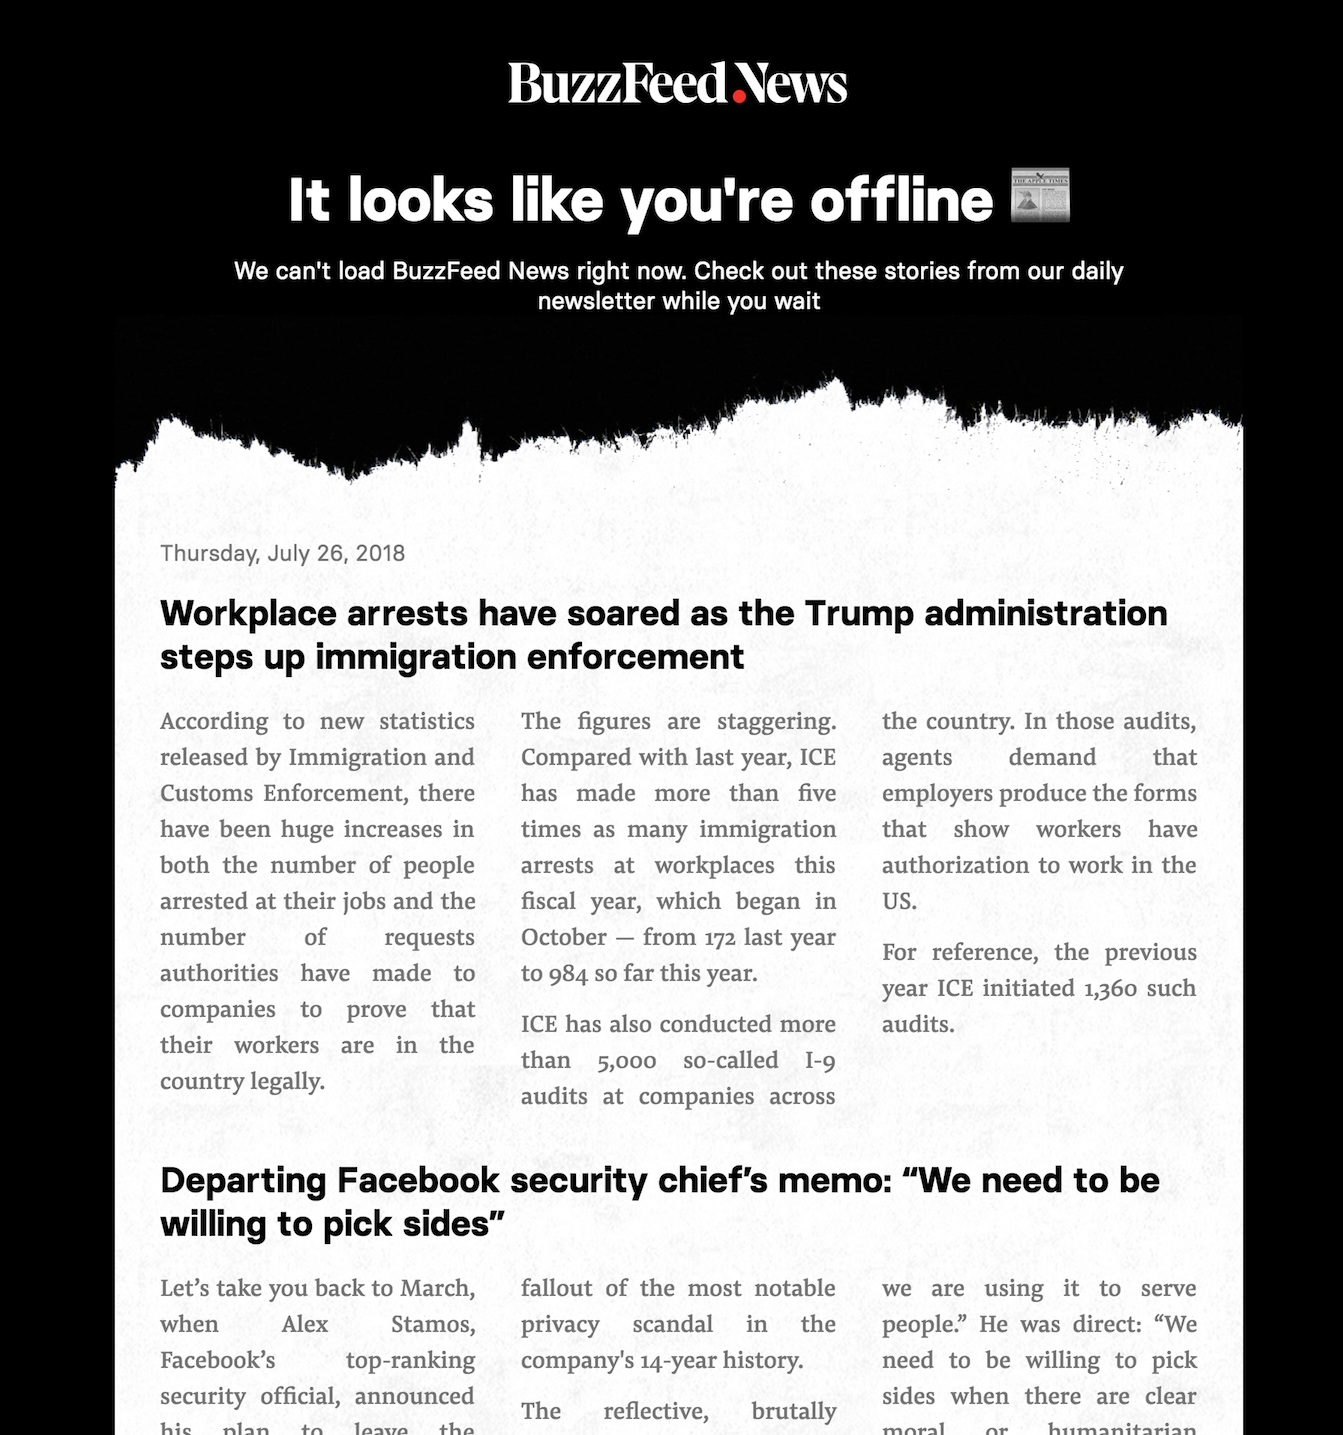 BuzzFeed News
It looks like you're offline
THE APPLE TIMES
We can't load BuzzFeed News right now. Check out these stories from our daily
newsletter while you wait
Thursday, July 26, 2018
Workplace arrests have soared as the Trump administration
steps up immigration enforcement
According to new statistics
released by Immigration and
Customs Enforcement, there
have been huge increases in
both the number of people
arrested at their jobs and the
number of requests
authorities have made to
companies to prove that
their workers are in the
country legally.
The figures are staggering.
Compared with last year, ICE
has made more than five
times as many immigration
arrests at workplaces this
fiscal year, which began in
October — from 172 last year
to 984 so far this year.
ICE has also conducted more
than 5,000 so-called I-9
audits at companies across
the country. In those audits,
agents demand that
employers produce the forms
that show workers have
authorization to work in the
US.
For reference, the previous
year ICE initiated 1,360 such
audits.
Departing Facebook security chief’s memo: “We need to be
willing to pick sides”
Let’s take you back to March,
when Alex Stamos,
Facebook’s top-ranking
security official, announced
his plan to leave the
fallout of the most notable
privacy scandal in the
company's 14-year history.
The reflective, brutally
we are using it to serve
people.” He was direct: “We
need to be willing to pick
sides when there are clear
moral or humanitarian